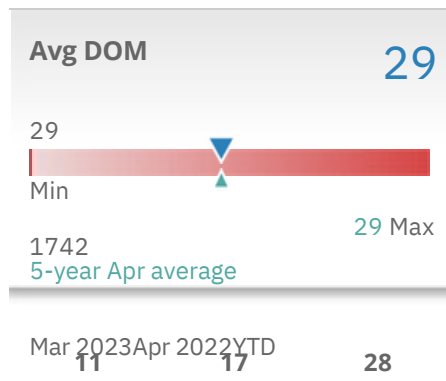 Avg DOM
29
29
Min
29 Max
1742
5-year Apr average
Mar 2023Apr 2022YTD
11 17 28